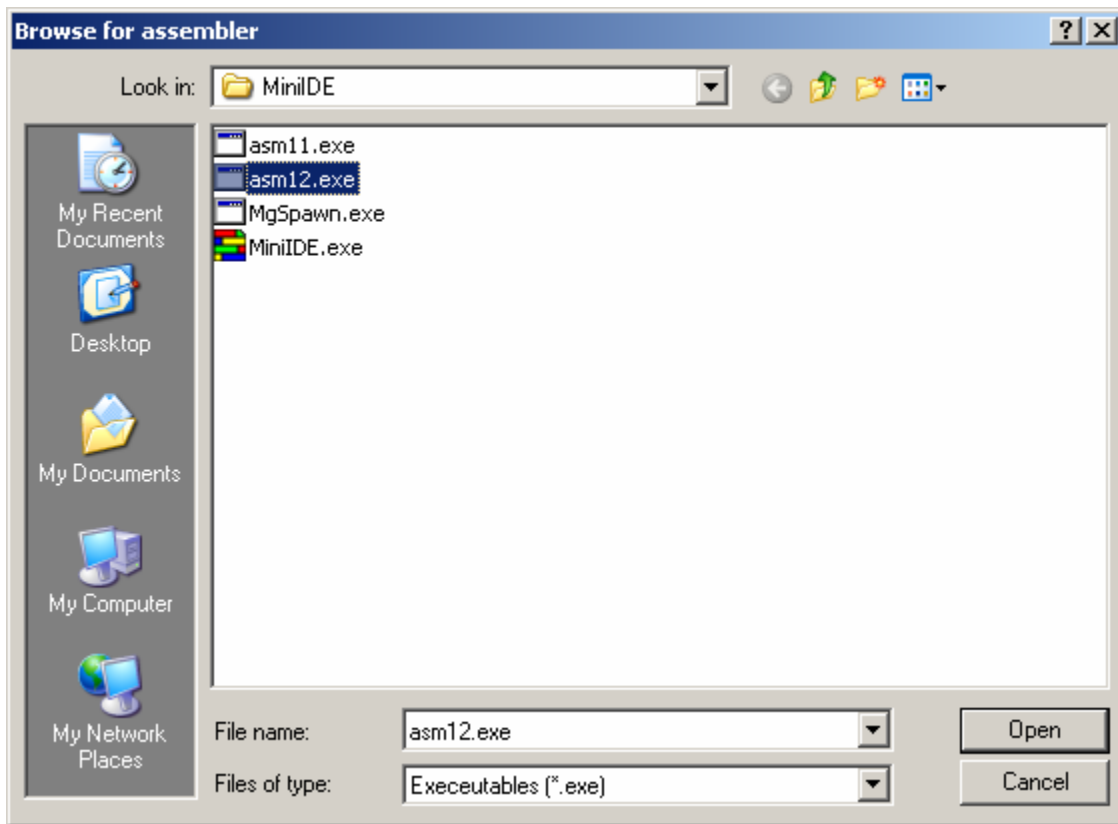 Browse for assembler
Look in:
MiniIDE
asm11.exe
asm12.exe
MgSpawn.exe
MiniIDE.exe
My Recent
Documents
Desktop
My Documents
My Computer
My Network
Places
File name:
asm12.exe
Open
Files of type:
Execeutables (*.exe)
Cancel